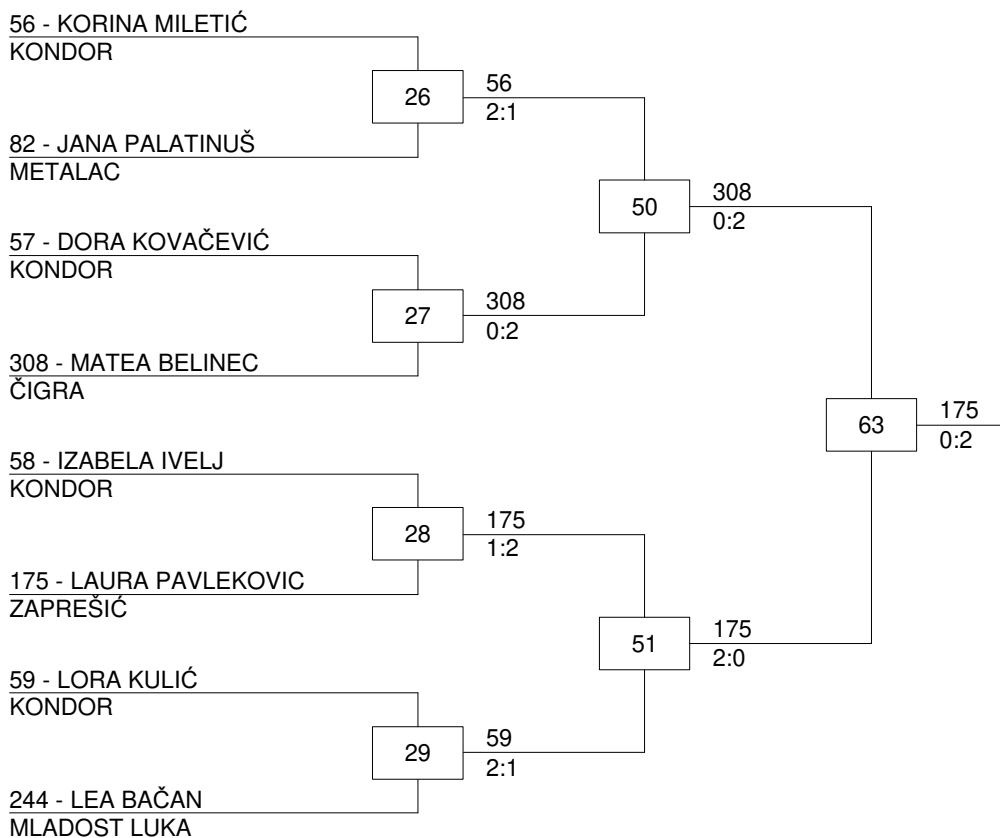 56 - KORINA MILETIĆ
KONDOR
26
56
2:1
82 - JANA PALATINUŠ
METALAC
50
308
0:2
57 - DORA KOVAČEVIĆ
KONDOR
27
308
0:2
308 - MATEA BELINEC
ČIGRA
63
175
0:2
58 - IZABELA IVELJ
KONDOR
28
175
1:2
175 - LAURA PAVLEKOVIC
ZAPREŠIĆ
51
175
2:0
59 - LORA KULIĆ
KONDOR
29
59
2:1
244 - LEA BAČAN
MLADOST LUKA